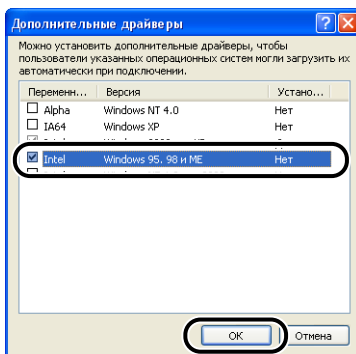 Дополнительные драйверы
Можно установить дополнительные драйверы, чтобы
пользователи указанных операционных систем могли загрузить их
автоматически при подключении.
Переменн... Версия Устано...
Alpha Windows NT 4.0 Нет
IA64 Windows XP Нет
Intel Windows 95, 98 и ME Нет
OK Отмена